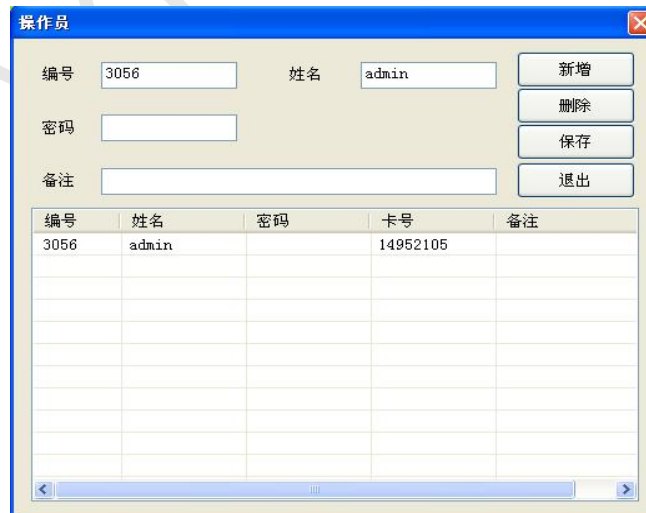 操作员
编号 3056 姓名 admin 新增
删除
密码
保存
备注 退出
编号 姓名 密码 卡号 备注
3056 admin 14952105